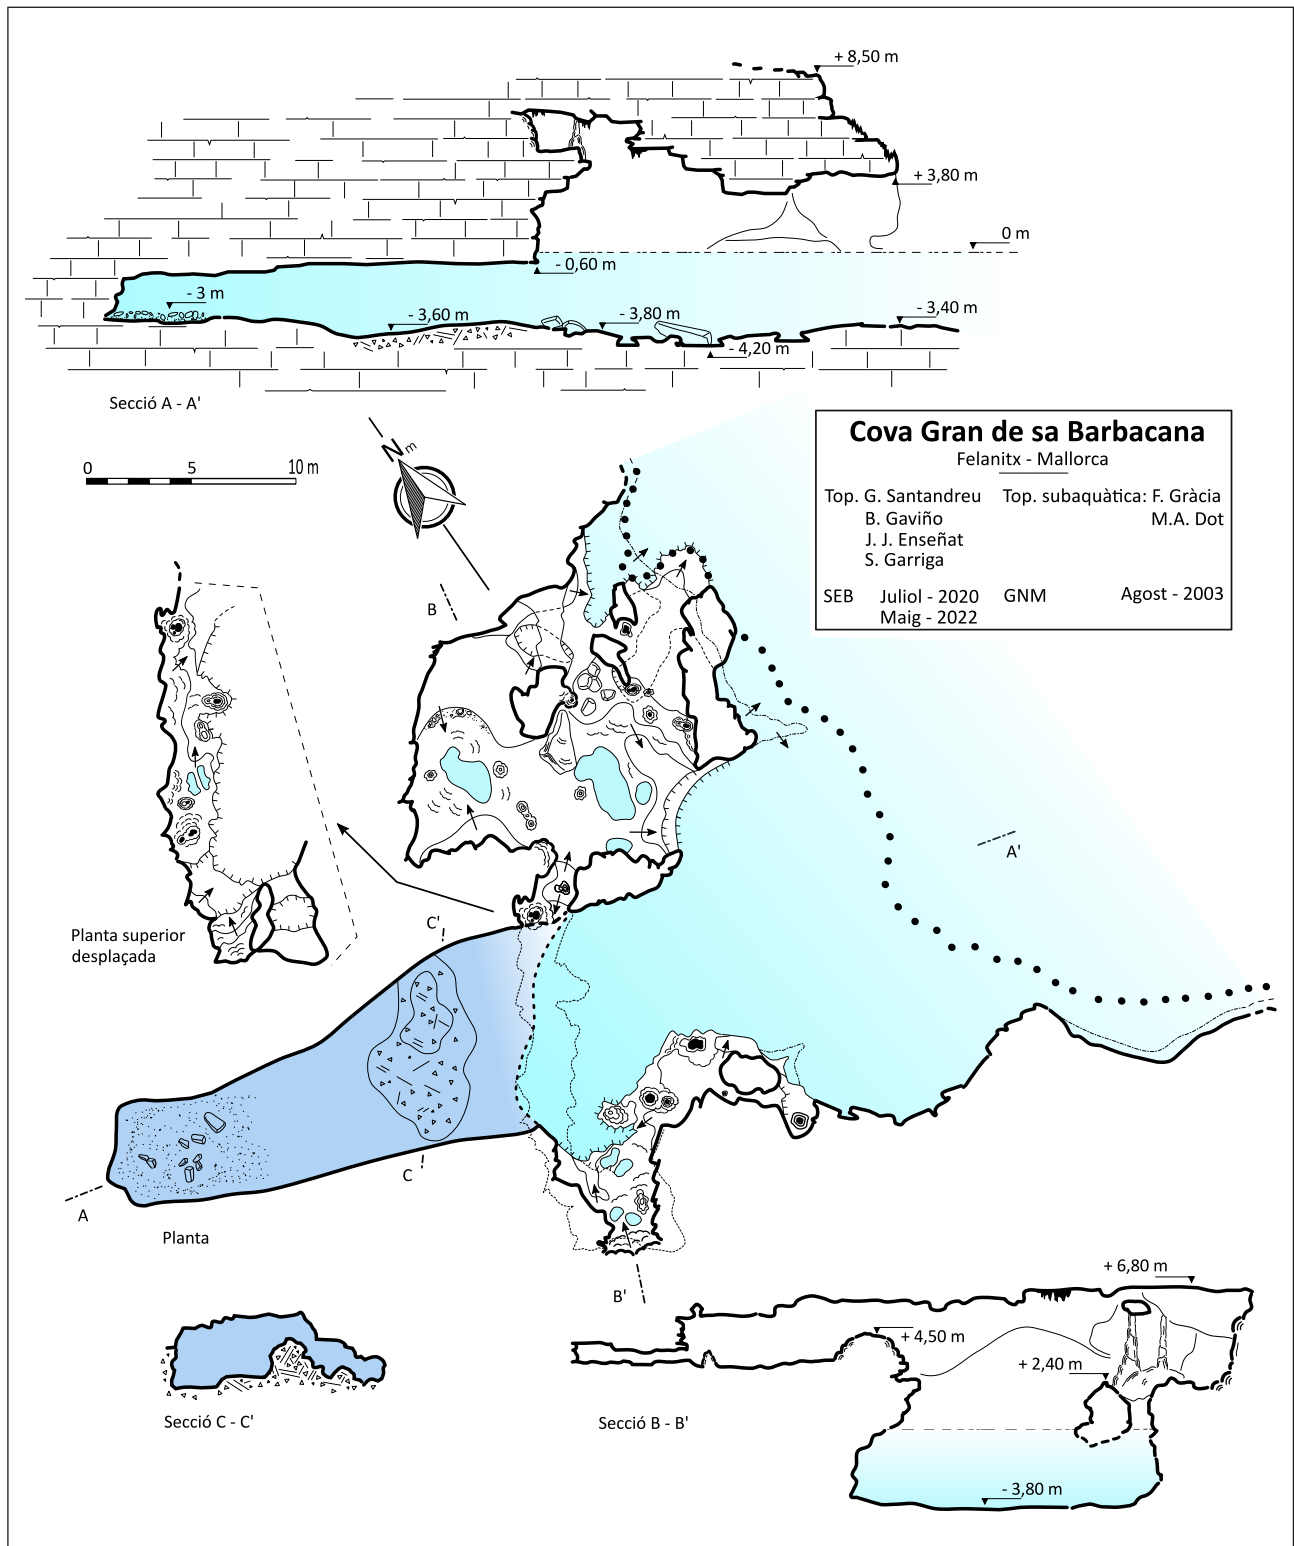 + 8,50 m
+ 3,80 m
0 m
- 0,60 m
- 3 m
- 3,60 m
- 3,80 m
- 3,40 m
- 4,20 m
Secció A - A'
0 5 10 m
N m
Cova Gran de sa Barbacana
Felanitx - Mallorca
Top. G. Santandreu
B. Gaviño
J. J. Enseñat
S. Garriga
Top. subaquàtica: F. Gràcia
M.A. Dot
SEB Juliol - 2020
Maig - 2022
GNM Agost - 2003
B
A'
Planta superior
desplaçada
C'
C
A
Planta
B'
+ 6,80 m
+ 4,50 m
+ 2,40 m
- 3,80 m
Secció C - C'
Secció B - B'